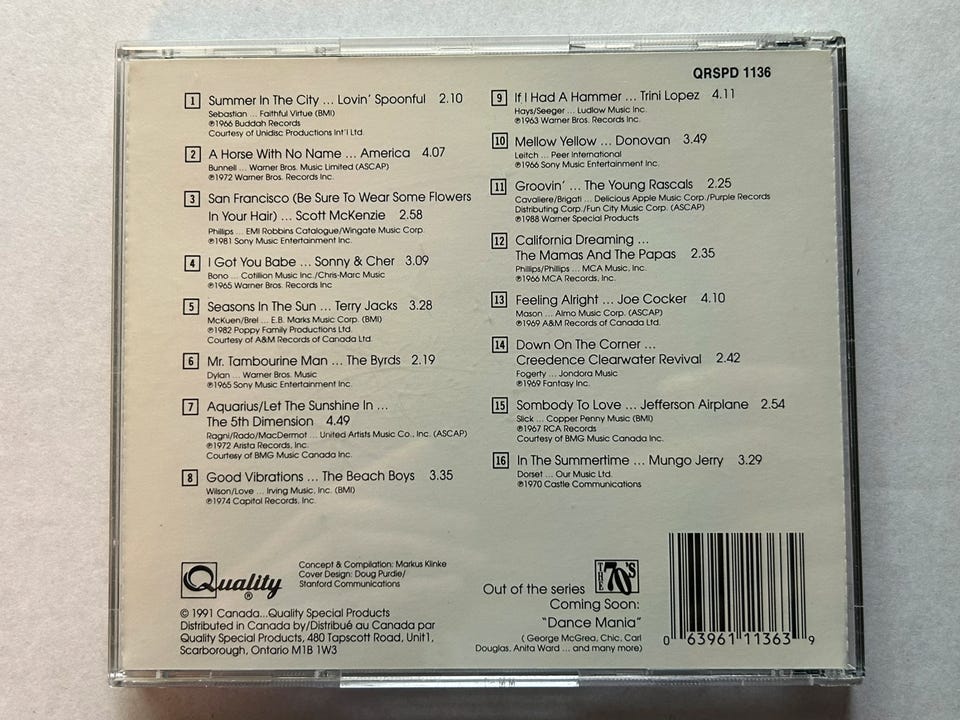 QRSPD 1136
1 Summer In The City ... Lovin' Spoonful 2.10
Sebastian ... Faithful Virtue (BMI)
℗1966 Buddah Records
Courtesy of Unidisc Productions Int'l Ltd.
2 A Horse With No Name ... America 4.07
Bunnell ... Warner Bros. Music Limited (ASCAP)
℗1972 Warner Bros. Records Inc.
3 San Francisco (Be Sure To Wear Some Flowers
In Your Hair) ... Scott McKenzie 2.58
Phillips ... EMI Robbins Catalogue/Wingate Music Corp.
℗1981 Sony Music Entertainment Inc.
4 I Got You Babe ... Sonny & Cher 3.09
Bono ... Cotillion Music Inc./Chris-Marc Music
℗1965 Warner Bros. Records Inc
5 Seasons In The Sun ... Terry Jacks 3.28
McKuen/Brel ... E.B. Marks Music Corp. (BMI)
℗1982 Poppy Family Productions Ltd.
Courtesy of A&M Records of Canada Ltd.
6 Mr. Tambourine Man ... The Byrds 2.19
Dylan ... Warner Bros. Music
℗1965 Sony Music Entertainment Inc.
7 Aquarius/Let The Sunshine In ...
The 5th Dimension 4.49
Ragni/Rado/MacDermot ... United Artists Music Co., Inc. (ASCAP)
℗1972 Arista Records, Inc.
Courtesy of BMG Music Canada Inc.
8 Good Vibrations ... The Beach Boys 3.35
Wilson/Love ... Irving Music, Inc. (BMI)
℗1974 Capitol Records, Inc.
9 If I Had A Hammer ... Trini Lopez 4.11
Hays/Seeger ... Ludlow Music Inc.
℗1963 Warner Bros. Records Inc.
10 Mellow Yellow ... Donovan 3.49
Leitch ... Peer International
℗1966 Sony Music Entertainment Inc.
11 Groovin' ... The Young Rascals 2.25
Cavaliere/Brigati ... Delicious Apple Music Corp./Purple Records
Distributing Corp./Fun City Music Corp. (ASCAP)
℗1988 Warner Special Products
12 California Dreaming ...
The Mamas And The Papas 2.35
Phillips/Phillips ... MCA Music, Inc.
℗1966 MCA Records, Inc.
13 Feeling Alright ... Joe Cocker 4.10
Mason ... Almo Music Corp. (ASCAP)
℗1969 A&M Records of Canada Ltd.
14 Down On The Corner ...
Creedence Clearwater Revival 2.42
Fogerty ... Jondora Music
℗1969 Fantasy Inc.
15 Sombody To Love ... Jefferson Airplane 2.54
Slick ... Copper Penny Music (BMI)
℗1967 RCA Records
Courtesy of BMG Music Canada Inc.
16 In The Summertime ... Mungo Jerry 3.29
Dorset ... Our Music Ltd.
℗1970 Castle Communications
Quality ®
Concept & Compilation: Markus Klinke
Cover Design: Doug Purdie/
Stanford Communications
© 1991 Canada...Quality Special Products
Distributed in Canada by/Distribué au Canada par
Quality Special Products, 480 Tapscott Road, Unit1,
Scarborough, Ontario M1B 1W3
Out of the series THE 70'S
Coming Soon:
"Dance Mania"
( George McGrea, Chic, Carl
Douglas, Anita Ward ... and many more)
0 63961 11363 9